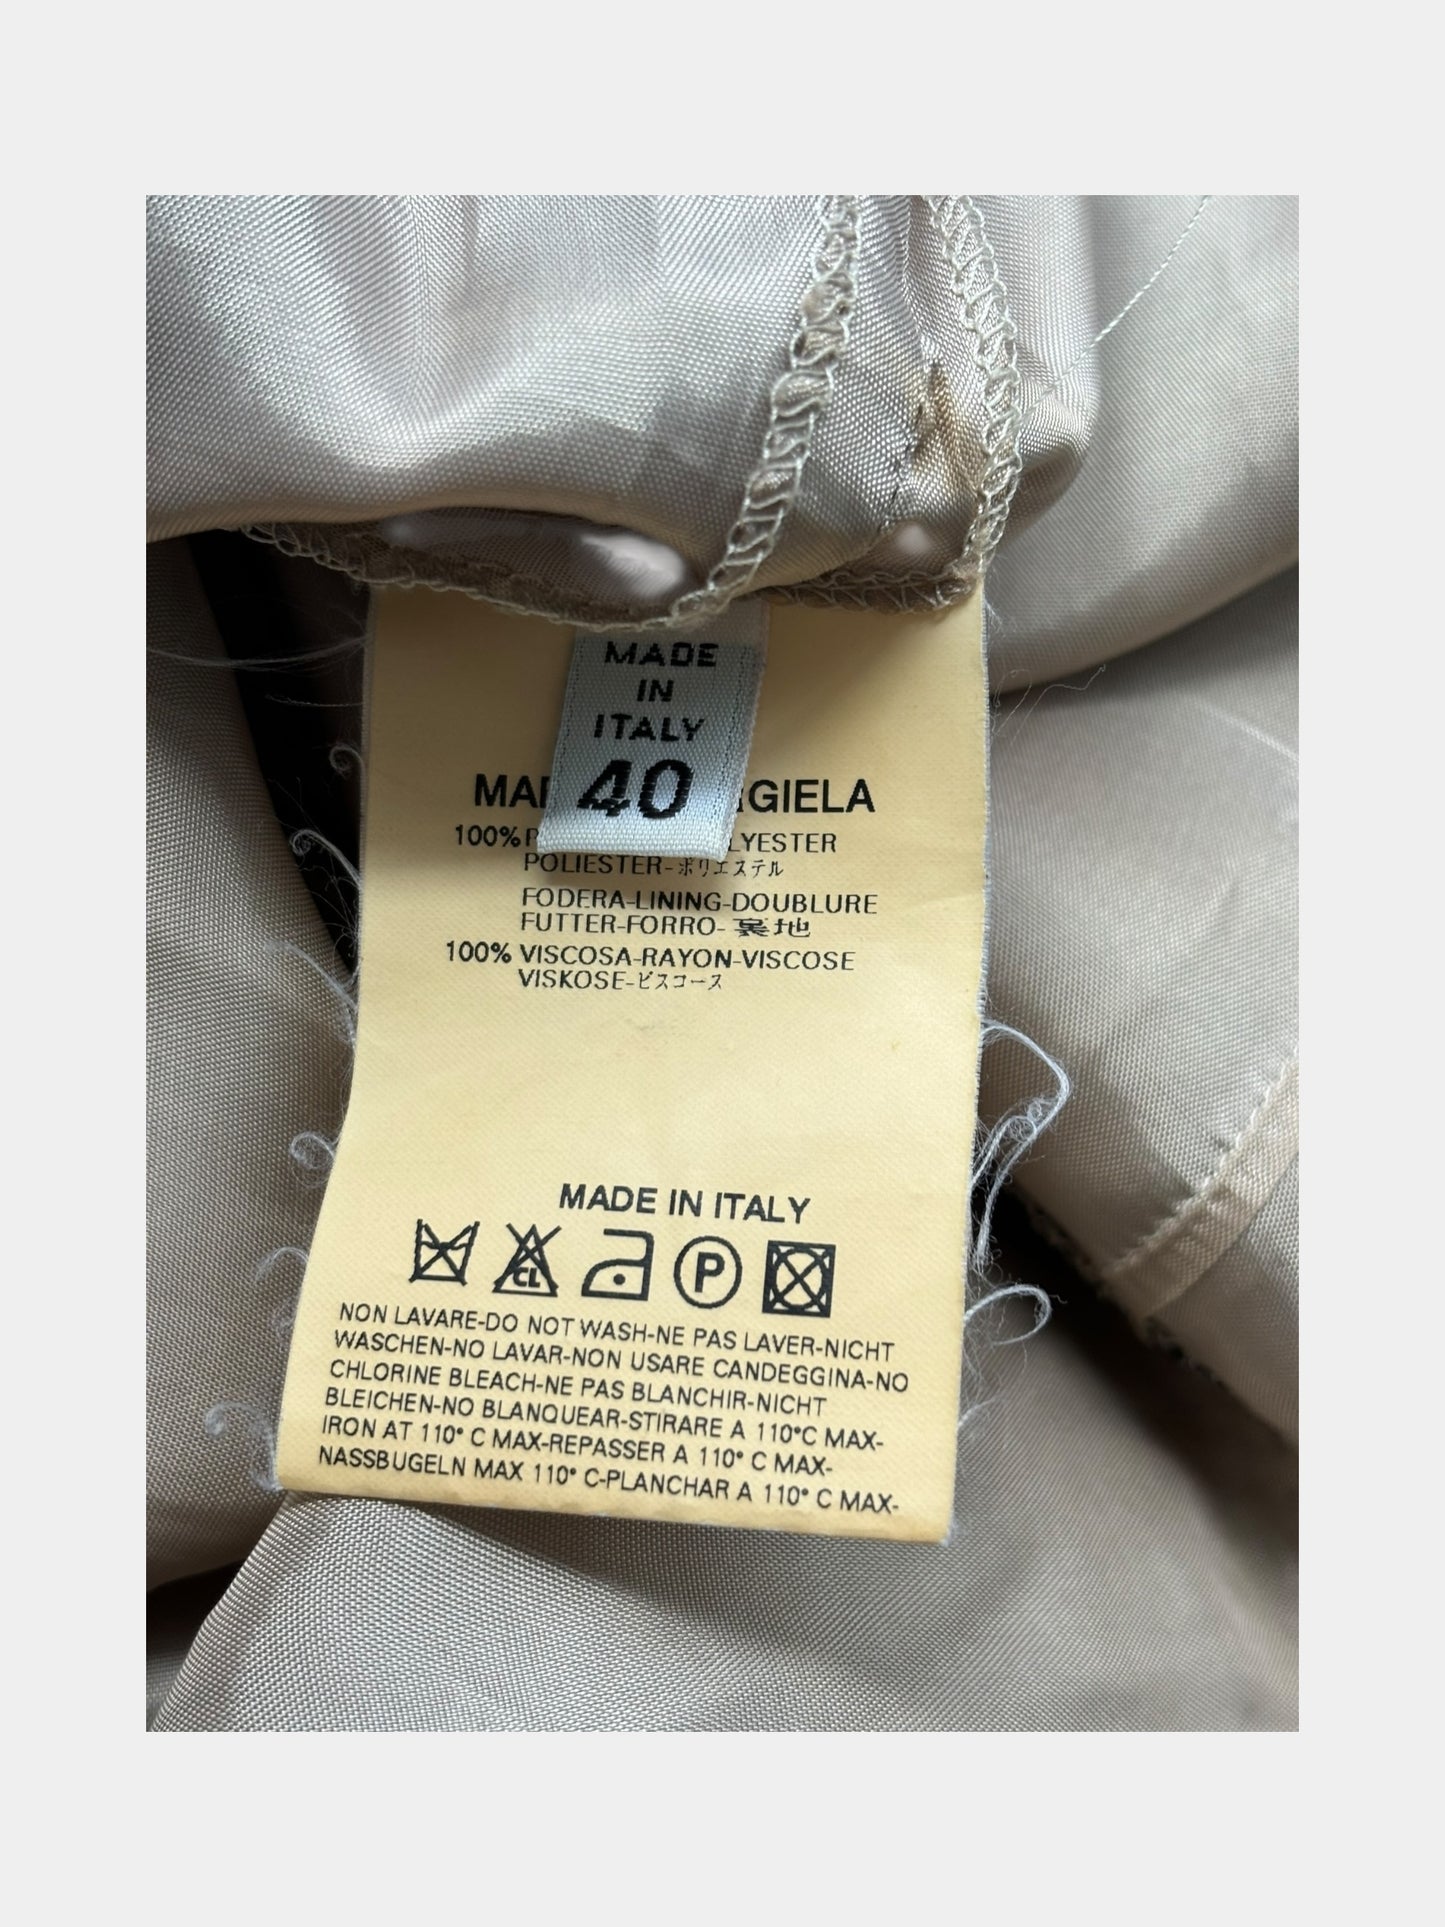 MADE
IN
ITALY
40
MA GIELA
100% LYESTER
POLIESTER-ポリエステル
FODERA-LINING-DOUBLURE
FUTTER-FORRO-裏地
100% VISCOSA-RAYON-VISCOSE
VISKOSE-ビスコース
MADE IN ITALY
CL P
NON LAVARE-DO NOT WASH-NE PAS LAVER-NICHT
WASCHEN-NO LAVAR-NON USARE CANDEGGINA-NO
CHLORINE BLEACH-NE PAS BLANCHIR-NICHT
BLEICHEN-NO BLANQUEAR-STIRARE A 110°C MAX-
IRON AT 110° C MAX-REPASSER A 110° C MAX-
NASSBUGELN MAX 110° C-PLANCHAR A 110° C MAX-